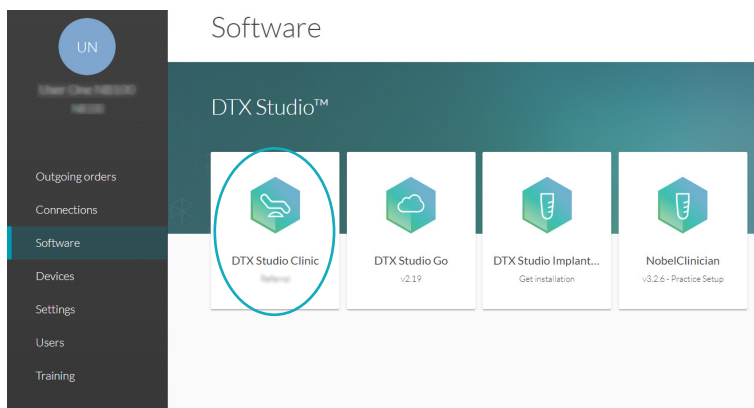 UN
Outgoing orders
Connections
Software
Devices
Settings
Users
Training
Software
DTX Studio™
DTX Studio Clinic
DTX Studio Go
v2.19
DTX Studio Implant...
Get installation
NobelClinician
v3.2.6 - Practice Setup